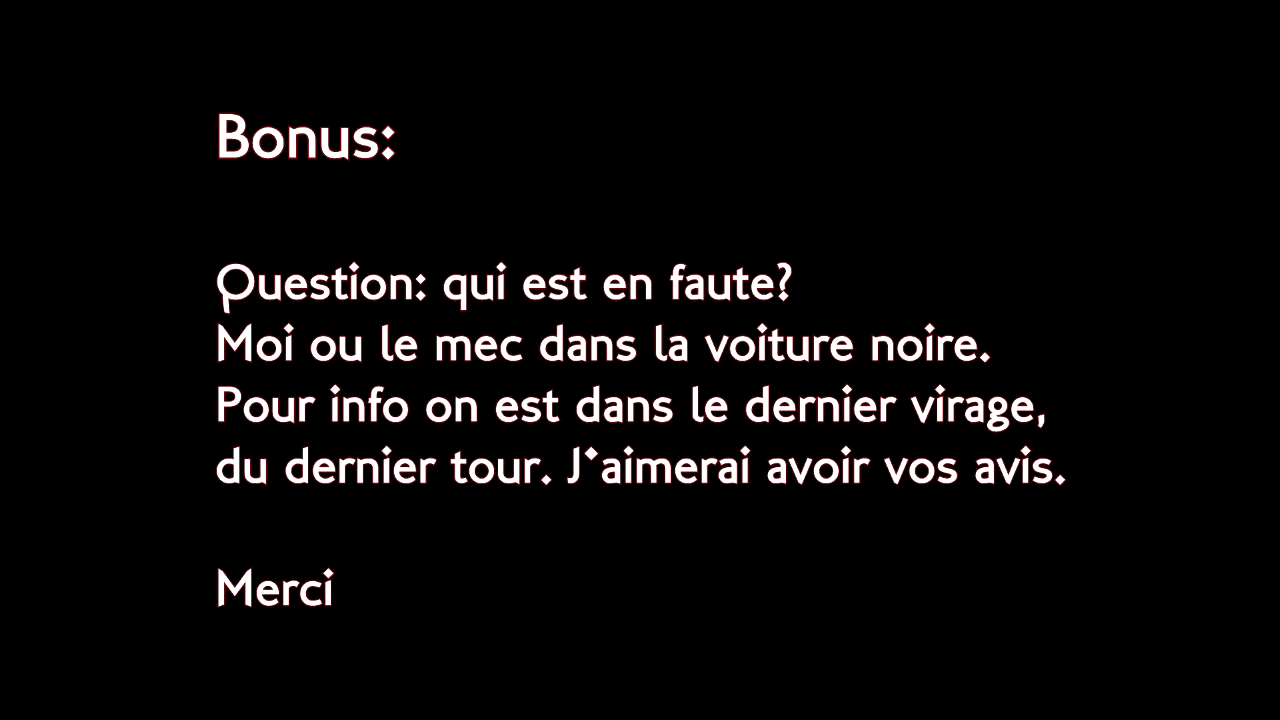 Bonus:
Question: qui est en faute?
Moi ou le mec dans la voiture noire.
Pour info on est dans le dernier virage,
du dernier tour. J'aimerai avoir vos avis.
Merci